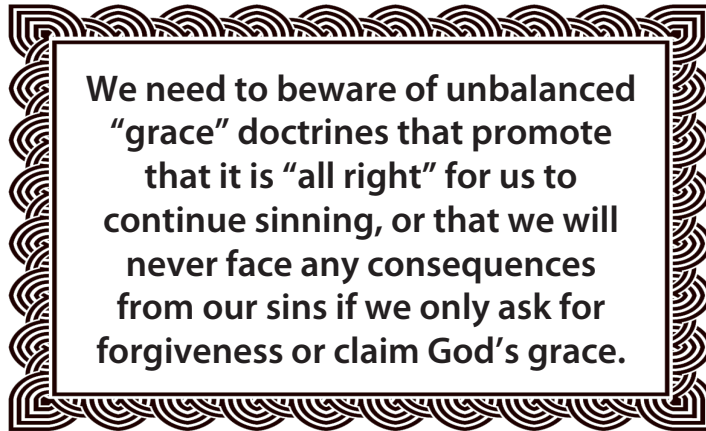 We need to beware of unbalanced
“grace” doctrines that promote
that it is “all right” for us to
continue sinning, or that we will
never face any consequences
from our sins if we only ask for
forgiveness or claim God’s grace.